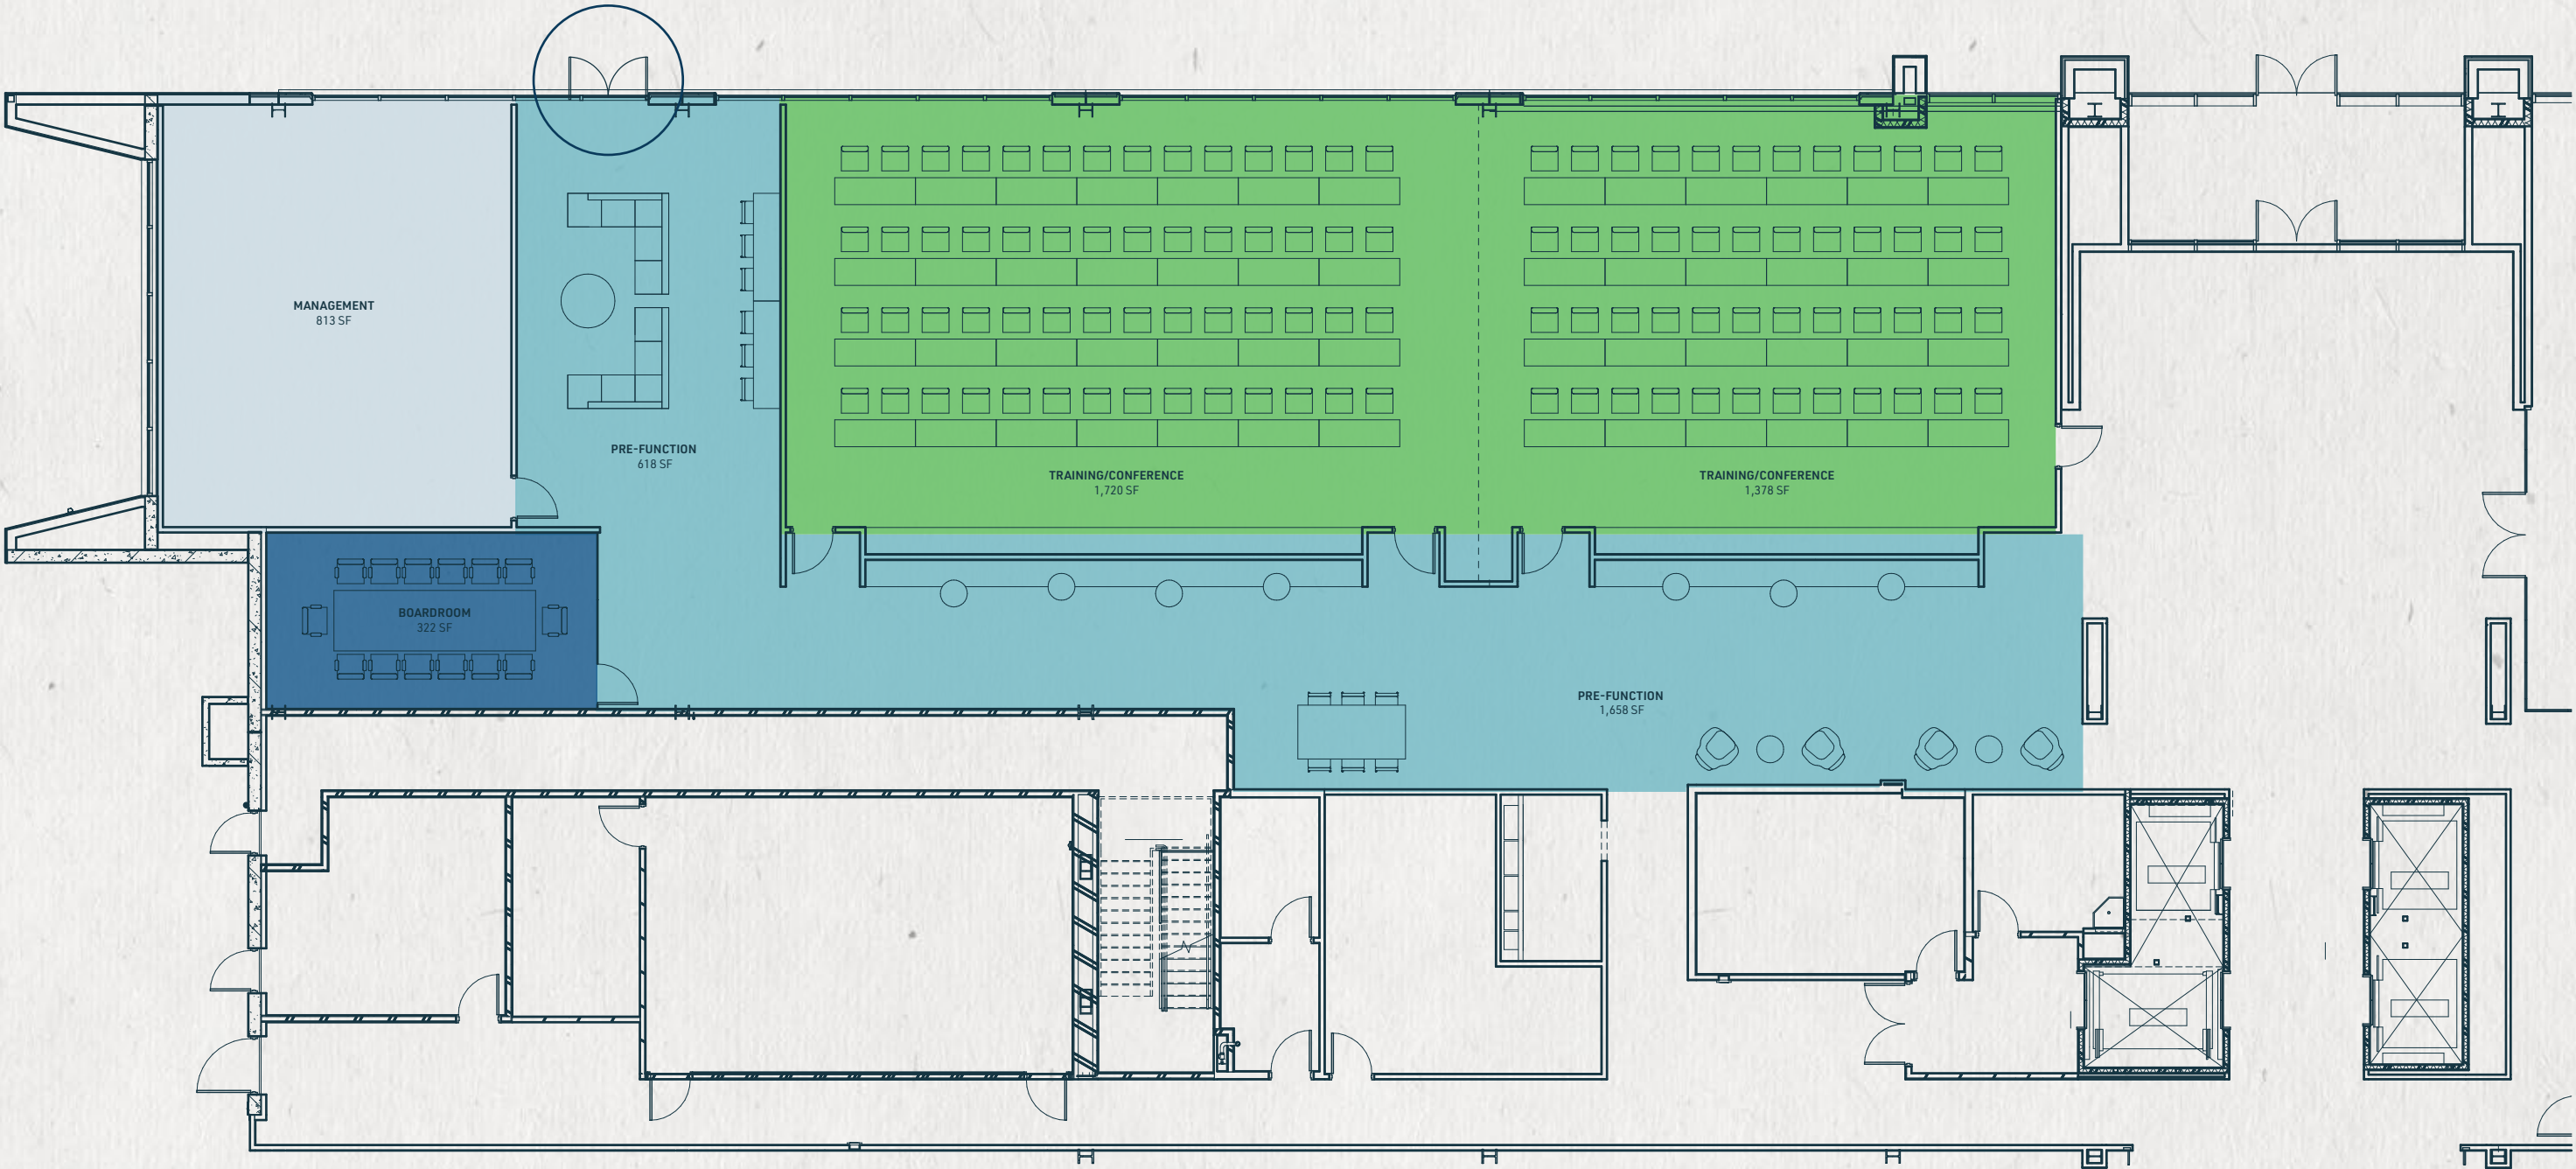 MANAGEMENT
813 SF
PRE-FUNCTION
618 SF
TRAINING/CONFERENCE
1,720 SF
TRAINING/CONFERENCE
1,378 SF
BOARDROOM
322 SF
PRE-FUNCTION
1,658 SF